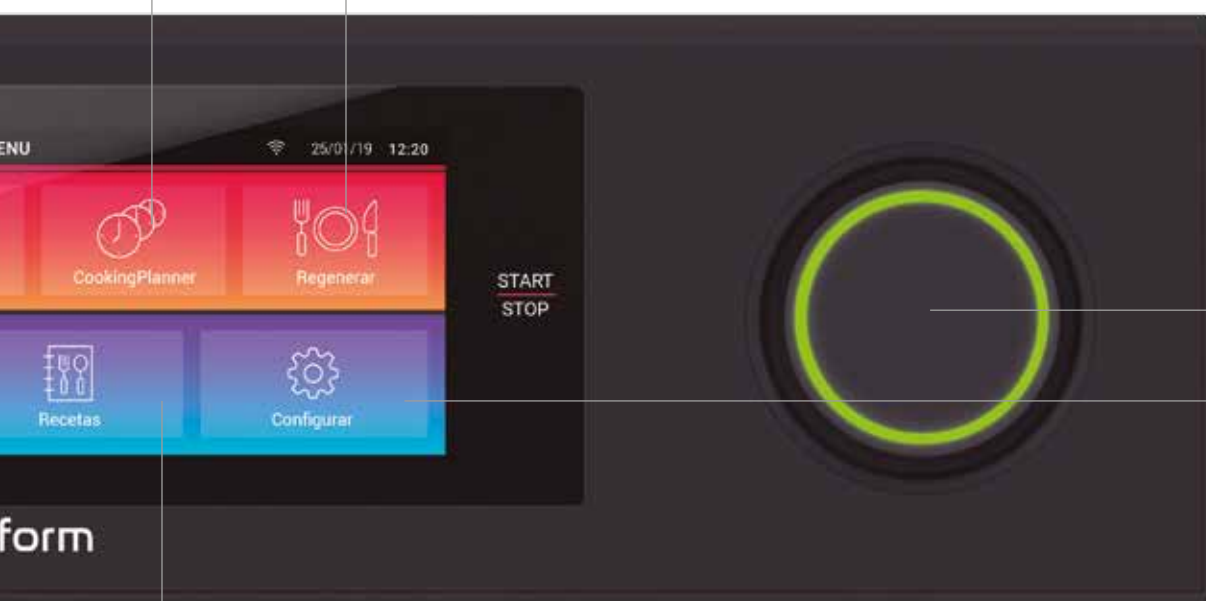 ENU 25/01/19 12:20
CookingPlanner Regenerar
START
STOP
Recetas Configurar
form